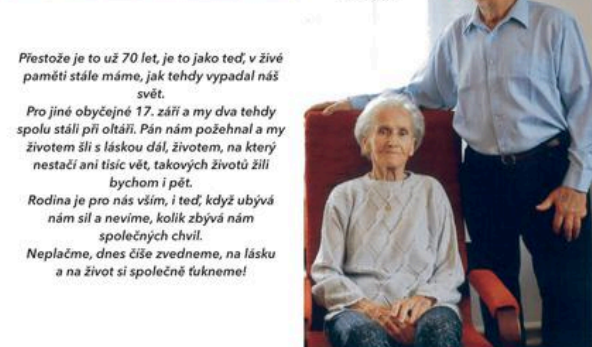 Přestože je to už 70 let, je to jako teď, v živé
paměti stále máme, jak tehdy vypadal náš
svět.
Pro jiné obyčejné 17. září a my dva tehdy
spolu stáli při oltáři. Pán nám požehnal a my
životem šli s láskou dál, životem, na který
nestačí ani tisíc vět, takových životů žili
bychom i pět.
Rodina je pro nás vším, i teď, když ubývá
nám sil a nevíme, kolik zbývá nám
společných chvil.
Neplačme, dnes číše zvedneme, na lásku
a na život si společně ťukneme!